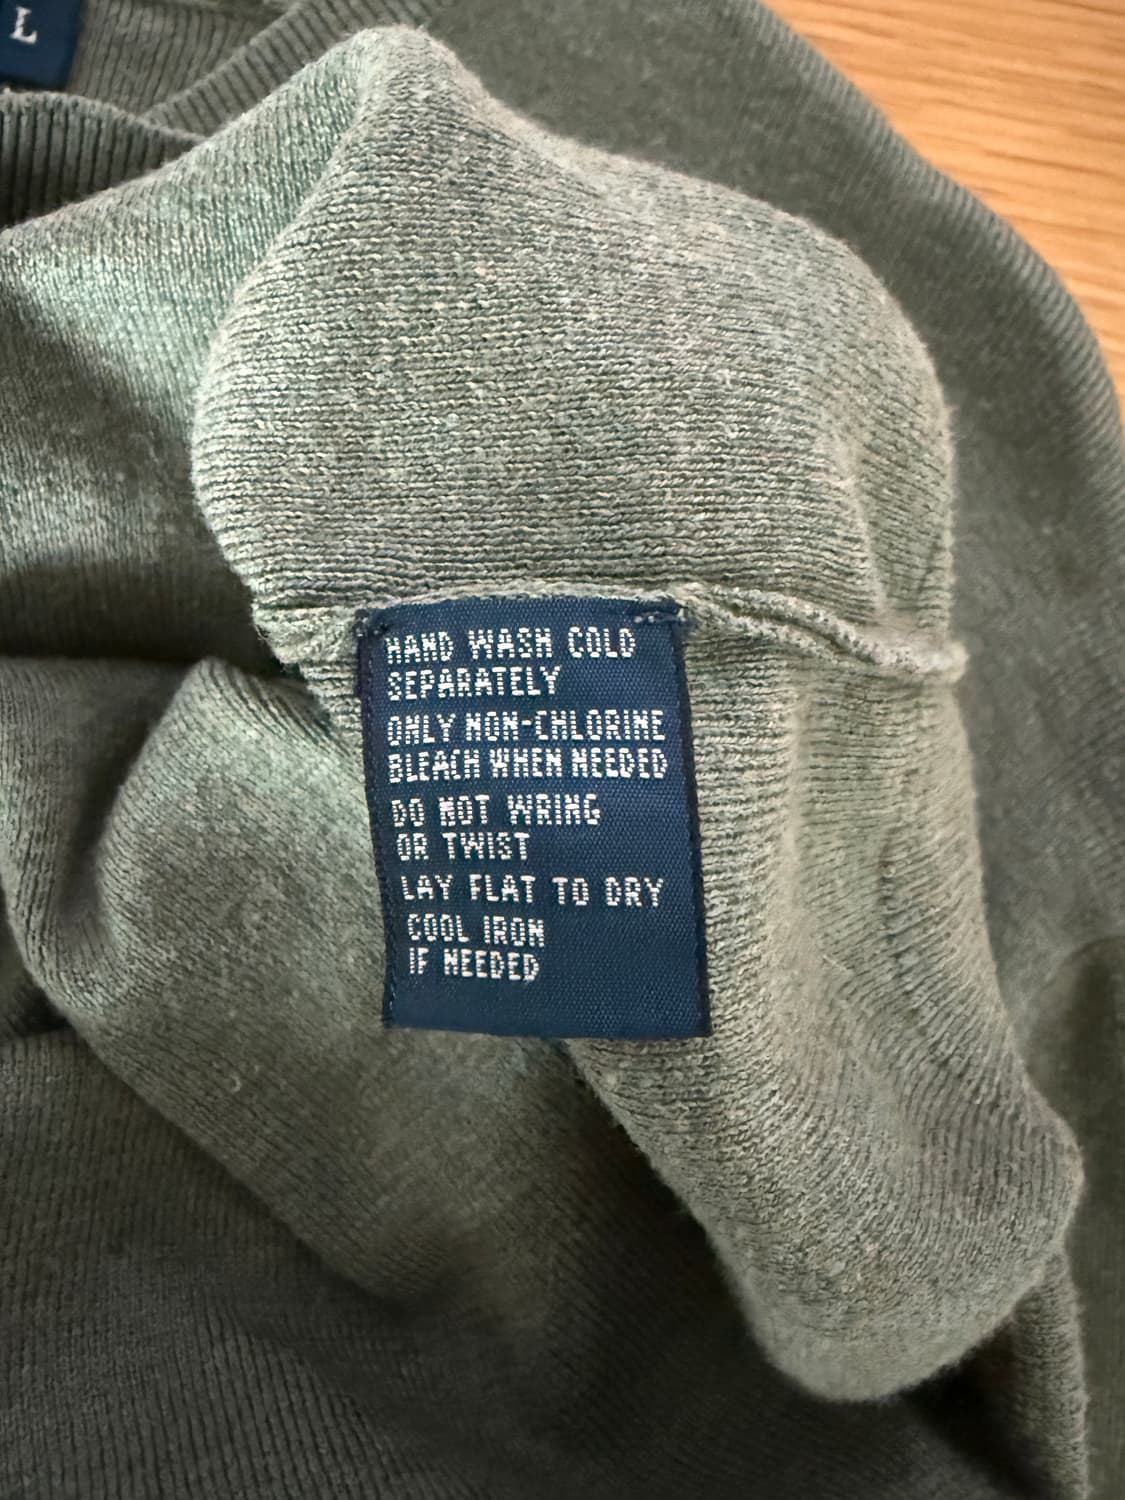 L
HAND WASH COLD
SEPARATELY
ONLY NON-CHLORINE
BLEACH WHEN NEEDED
DO NOT WRING
OR TWIST
LAY FLAT TO DRY
COOL IRON
IF NEEDED